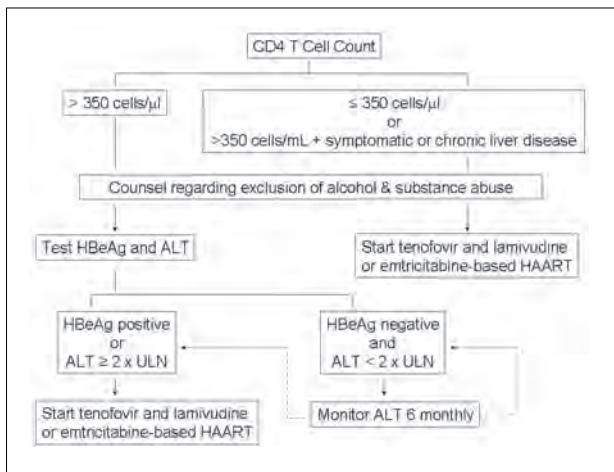 CD4 T Cell Count
> 350 cells/µl
≤ 350 cells/µl
or
>350 cells/mL + symptomatic or chronic liver disease
Counsel regarding exclusion of alcohol & substance abuse
Test HBeAg and ALT
Start tenofovir and lamivudine
or emtricitabine-based HAART
HBeAg positive
or
ALT ≥ 2 x ULN
HBeAg negative
and
ALT < 2 x ULN
Start tenofovir and lamivudine
or emtricitabine-based HAART
Monitor ALT 6 monthly